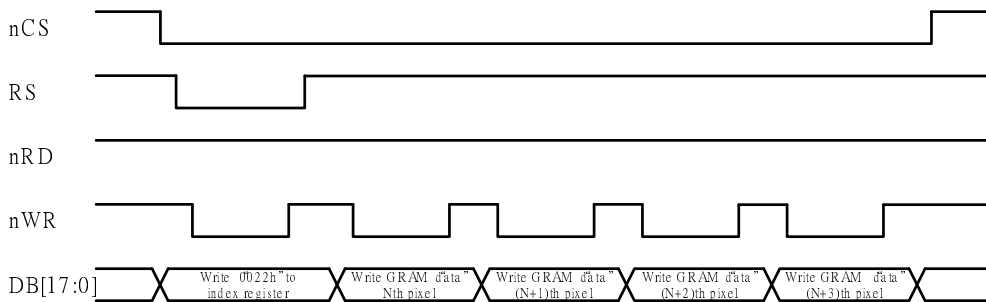 nCS
RS
nRD
nWR
DB[17:0]
Write “0022h” to
index register
Write GRAM “data”
Nth pixel
Write GRAM “data”
(N+1)th pixel
Write GRAM “data”
(N+2)th pixel
Write GRAM “data”
(N+3)th pixel